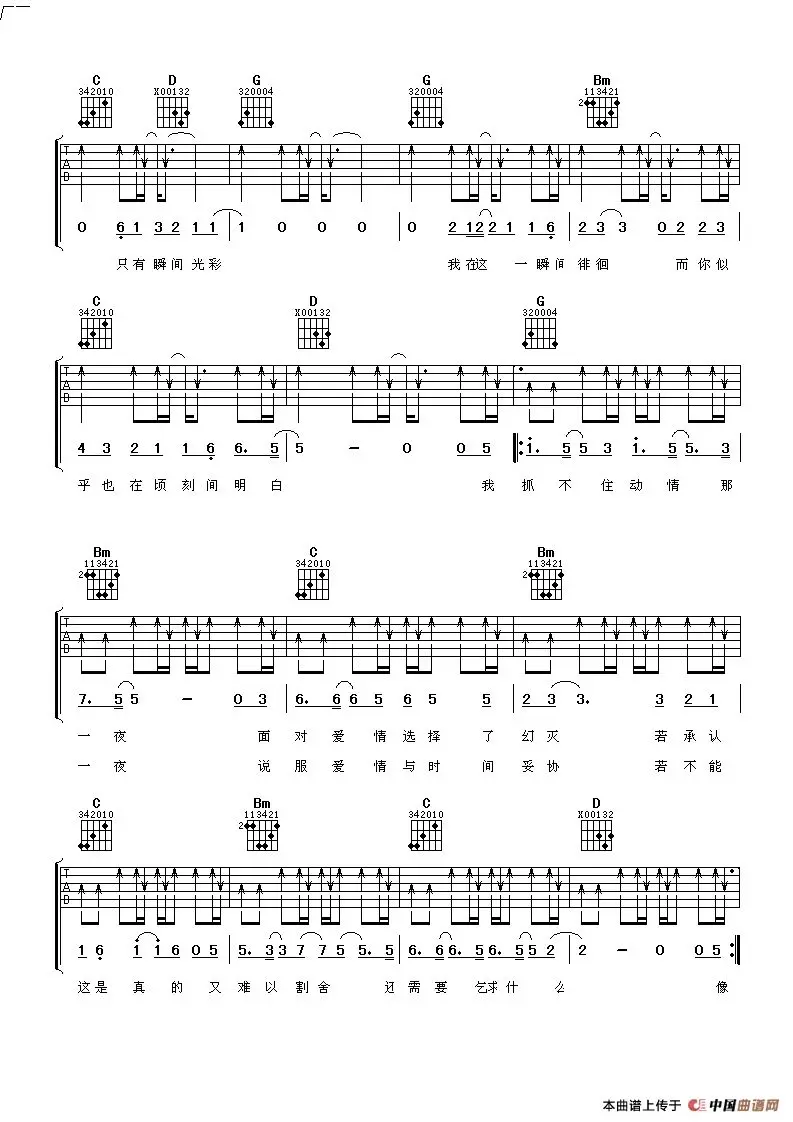 C D G G Bm
342010 X00132 320004 320004 2 113421
T A B
0 6 1 3 2 1 1 1 0 0 0 0 2 1 2 2 1 1 6 2 3 3 0 2 2 3
只有瞬间光彩 我在这一瞬间徘徊 而你似
C D G
342010 X00132 320004
T A B
4 3 2 1 1 6 6. 5 5 - 0 0 5 1. 5 5 3 1. 5 5. 3
乎也在顷刻间明白 我抓不住动情那
Bm C Bm
2 113421 342010 2 113421
T A B
7. 5 5 - 0 3 6. 6 6 5 6 5 5 2 3 3. 3 2 1
一夜 面对爱情选择了幻灭 若承认
一夜 说服爱情与时间妥协 若不能
C Bm C D
342010 2 113421 342010 X00132
T A B
1 6 1 1 6 0 5 5. 3 3 7 7 5 5. 5 6. 6 6. 5 6. 5 5 2 2 - 0 0 5
这是真的又难以割舍 还需要乞求什么 像
本曲谱上传于 中国曲谱网